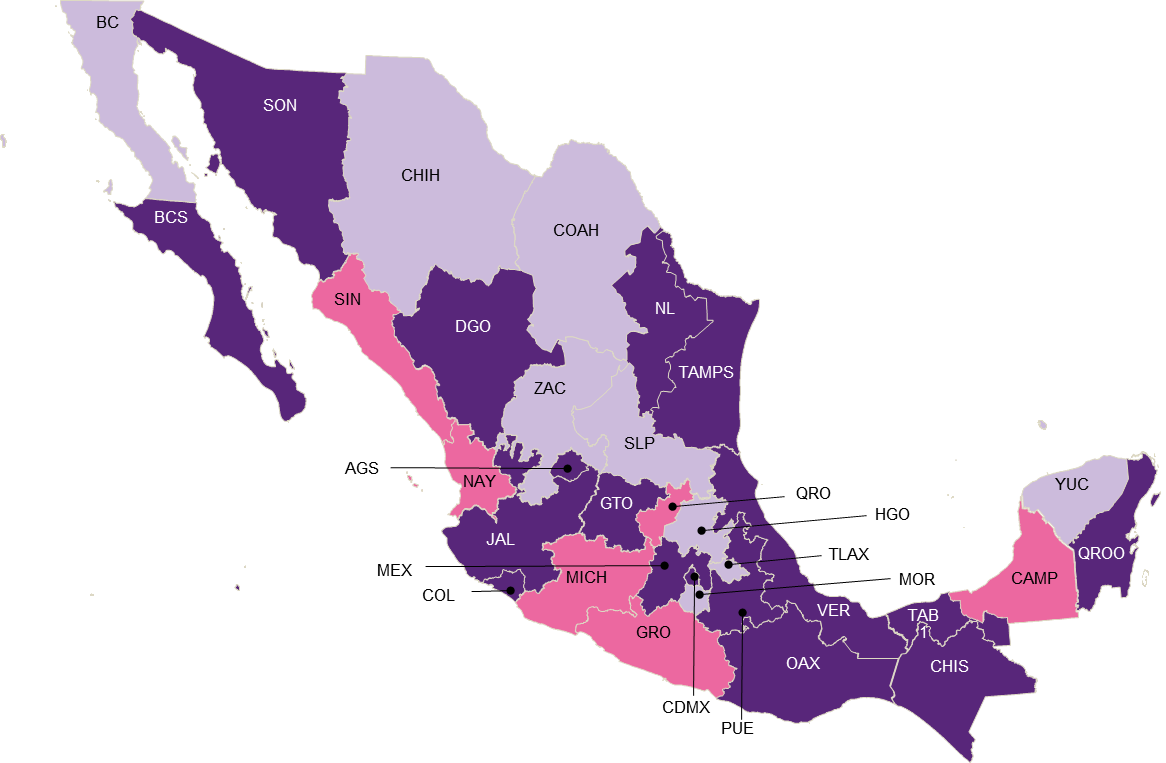 BC
SON
CHIH
BCS
COAH
SIN
NL
DGO
TAMPS
ZAC
SLP
AGS
NAY
YUC
QRO
GTO
HGO
JAL
TLAX
QROO
MEX
MICH
CAMP
MOR
COL
VER
TAB
GRO
OAX
CHIS
CDMX
PUE